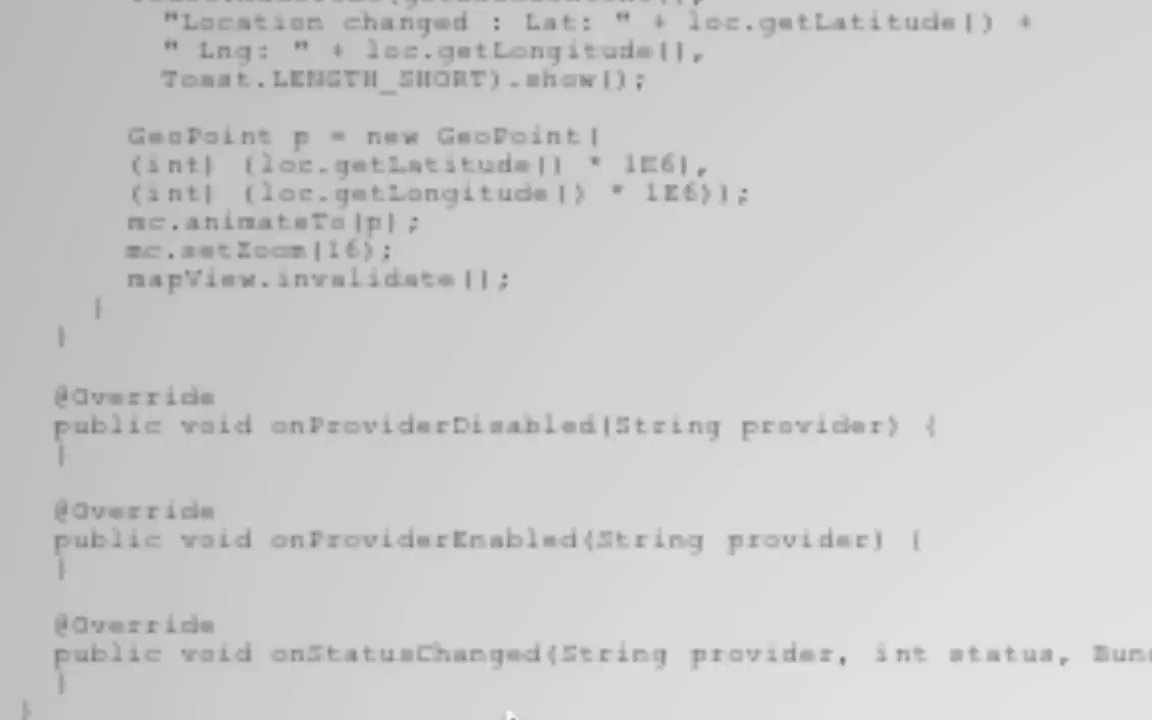 "Location changed : Lat: " + loc.getLatitude() +
" Lng: " + loc.getLongitude(),
Toast.LENGTH_SHORT).show();
GeoPoint p = new GeoPoint(
(int) (loc.getLatitude() * 1E6),
(int) (loc.getLongitude() * 1E6));
mc.animateTo(p);
mc.setZoom(16);
mapView.invalidate();
}
}
@Override
public void onProviderDisabled(String provider) {
}
@Override
public void onProviderEnabled(String provider) {
}
@Override
public void onStatusChanged(String provider, int status,
}
}